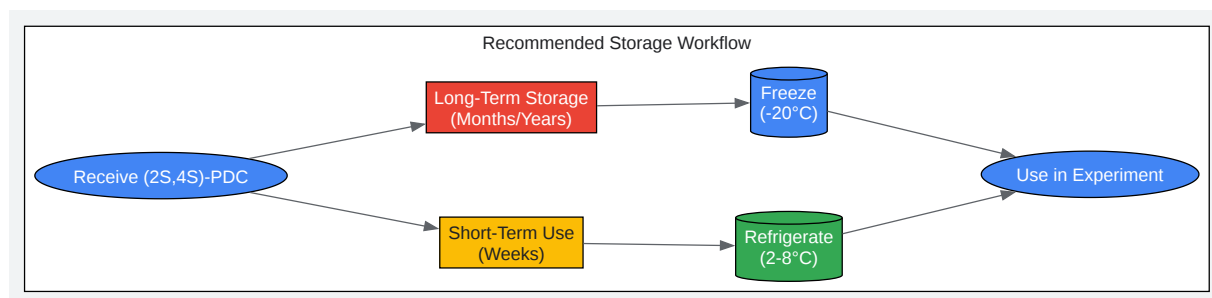 Recommended Storage Workflow
Long-Term Storage
(Months/Years)
Freeze
(-20°C)
Receive (2S,4S)-PDC
Use in Experiment
Short-Term Use
(Weeks)
Refrigerate
(2-8°C)